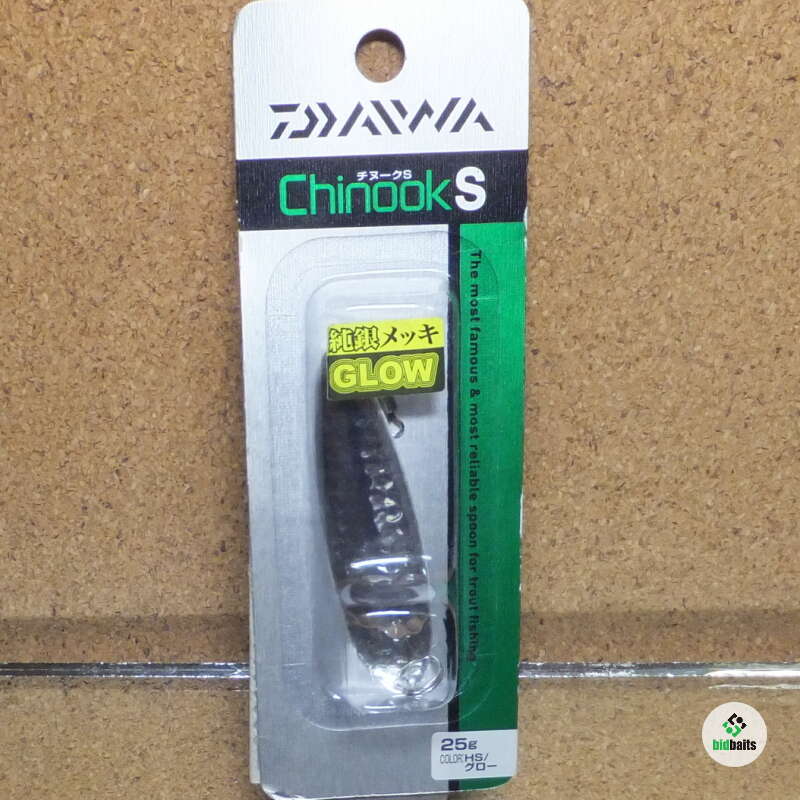 DAIWA
チヌークS
Chinook S
The most famous & most reliable spoon for trout fishing
純銀メッキ
GLOW
25g
COLOR: HS/
グロー
bidbaits